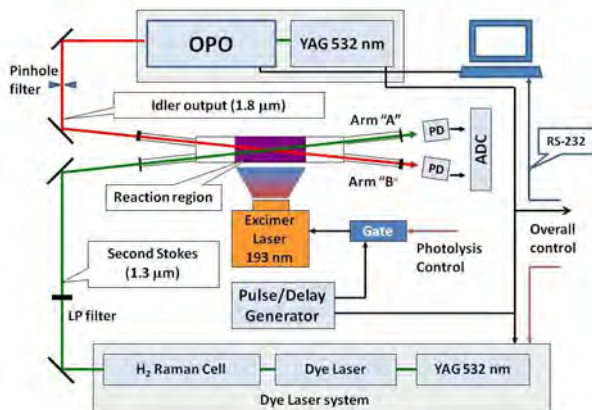 OPO
YAG 532 nm
Pinhole
filter
Idler output (1.8 μm)
Arm "A"
PD
ADC
RS-232
PD
Arm "B"
Reaction region
Excimer
Laser
193 nm
Gate
Photolysis
Control
Overall
control
Second Stokes
(1.3 μm)
LP filter
Pulse/Delay
Generator
H₂ Raman Cell
Dye Laser
YAG 532 nm
Dye Laser system